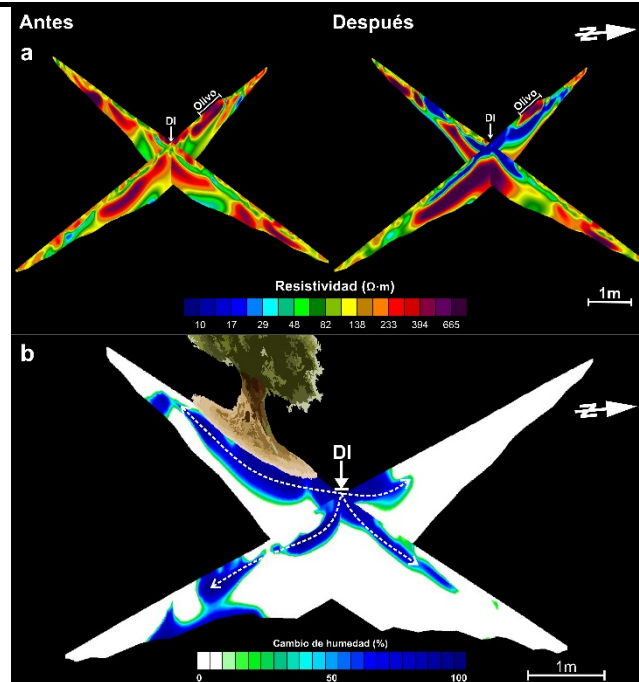 Antes
Después
N
a
Olivo
DI
Olivo
DI
Resistividad (Ω·m)
10 17 29 48 82 138 233 394 665
1m
b
N
DI
Cambio de humedad (%)
0 50 100
1m